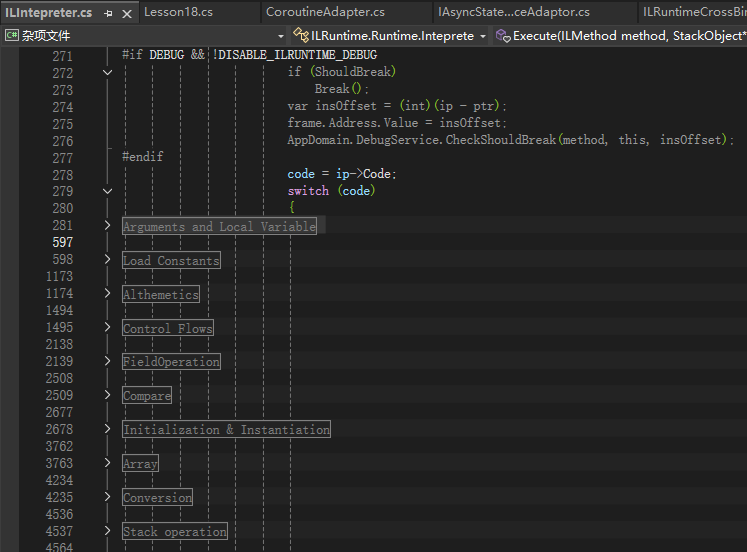 ILIntepreter.cs
Lesson18.cs
CoroutineAdapter.cs
IAsyncState...ceAdaptor.cs
ILRuntimeCrossBin
杂项文件
ILRuntime.Runtime.Intepreter
Execute(ILMethod method, StackObject*
271 #if DEBUG && !DISABLE_ILRUNTIME_DEBUG
272 if (ShouldBreak)
273 Break();
274 var insOffset = (int)(ip - ptr);
275 frame.Address.Value = insOffset;
276 AppDomain.DebugService.CheckShouldBreak(method, this, insOffset);
277 #endif
278 code = ip->Code;
279 switch (code)
280 {
281 Arguments and Local Variable
597
598 Load Constants
1173
1174 Althemetics
1494
1495 Control Flows
2138
2139 FieldOperation
2508
2509 Compare
2677
2678 Initialization & Instantiation
3762
3763 Array
4234
4235 Conversion
4536
4537 Stack operation
4564